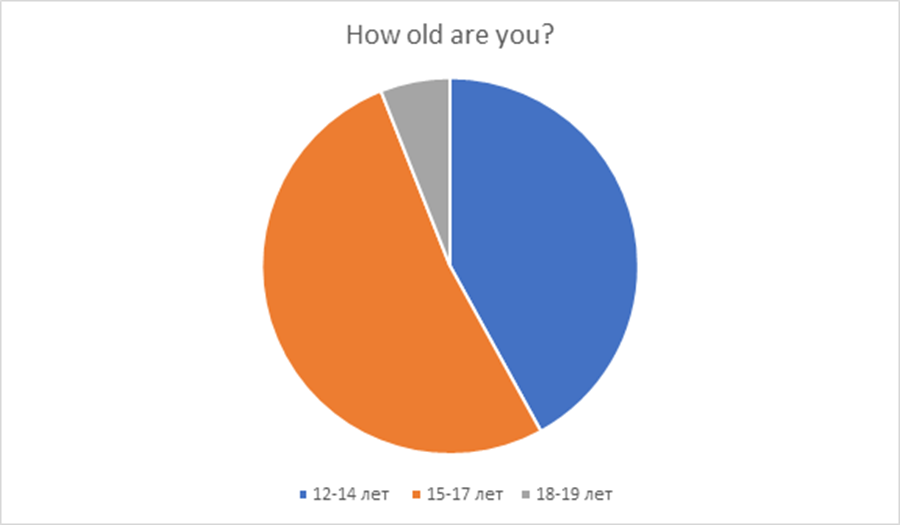 How old are you?
12-14 лет 15-17 лет 18-19 лет